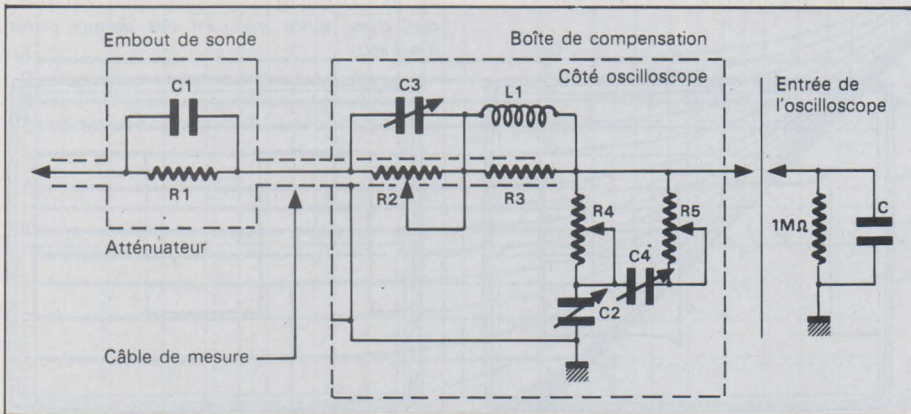 Embout de sonde
Boîte de compensation
Côté oscilloscope
Entrée de
l'oscilloscope
C1
C3
L1
R1
R2
R3
R4
R5
1MΩ
C
C4
C2
Atténuateur
Câble de mesure